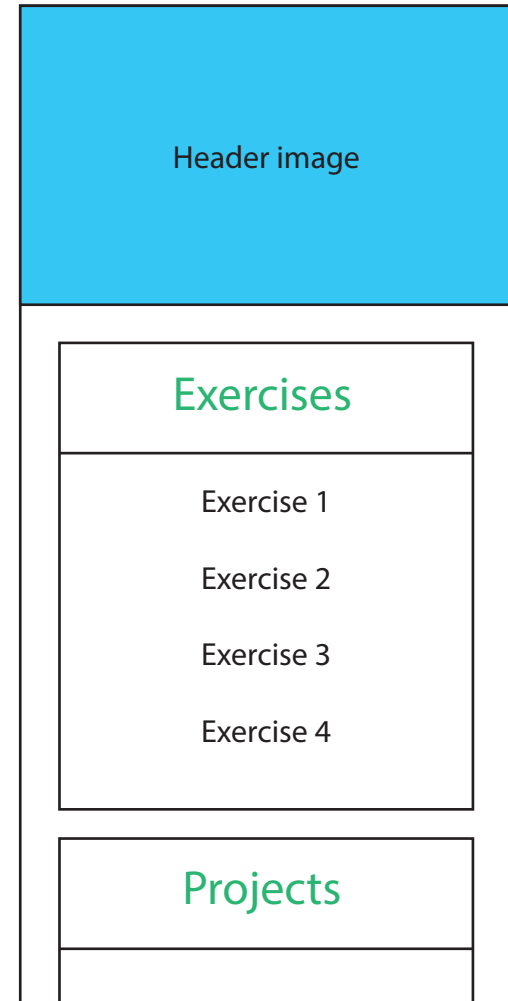 Header image
Exercises
Exercise 1
Exercise 2
Exercise 3
Exercise 4
Projects